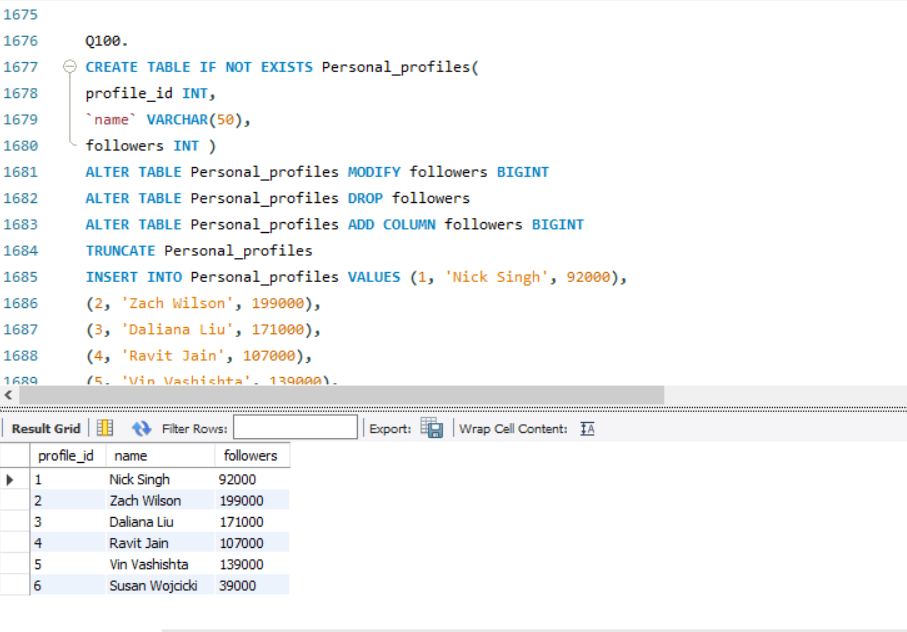 1675
1676 Q100.
1677 CREATE TABLE IF NOT EXISTS Personal_profiles(
1678 profile_id INT,
1679 `name` VARCHAR(50),
1680 followers INT )
1681 ALTER TABLE Personal_profiles MODIFY followers BIGINT
1682 ALTER TABLE Personal_profiles DROP followers
1683 ALTER TABLE Personal_profiles ADD COLUMN followers BIGINT
1684 TRUNCATE Personal_profiles
1685 INSERT INTO Personal_profiles VALUES (1, 'Nick Singh', 92000),
1686 (2, 'Zach Wilson', 199000),
1687 (3, 'Daliana Liu', 171000),
1688 (4, 'Ravit Jain', 107000),
1689 (5, 'Vin Vashishta', 139000),
Result Grid Filter Rows: Export: Wrap Cell Content: IA
profile_id name followers
1 Nick Singh 92000
2 Zach Wilson 199000
3 Daliana Liu 171000
4 Ravit Jain 107000
5 Vin Vashishta 139000
6 Susan Wojcicki 39000